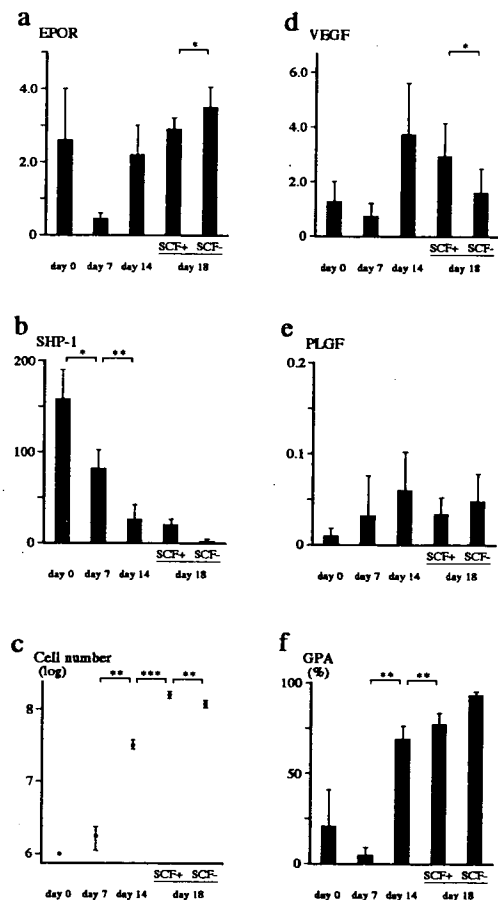 a
EPOR
*
4.0
2.0
0
SCF+ SCF-
day 0 day 7 day 14 day 18
b
SHP-1
200
* **
100
0
SCF+ SCF-
day 0 day 7 day 14 day 18
c
Cell number
(log)
** *** **
8
7
6
SCF+ SCF-
day 0 day 7 day 14 day 18
d
VEGF
*
6.0
4.0
2.0
0
SCF+ SCF-
day 0 day 7 day 14 day 18
e
PLGF
0.2
0.1
0
SCF+ SCF-
day 0 day 7 day 14 day 18
f
GPA
(%)
** **
100
50
0
SCF+ SCF-
day 0 day 7 day 14 day 18